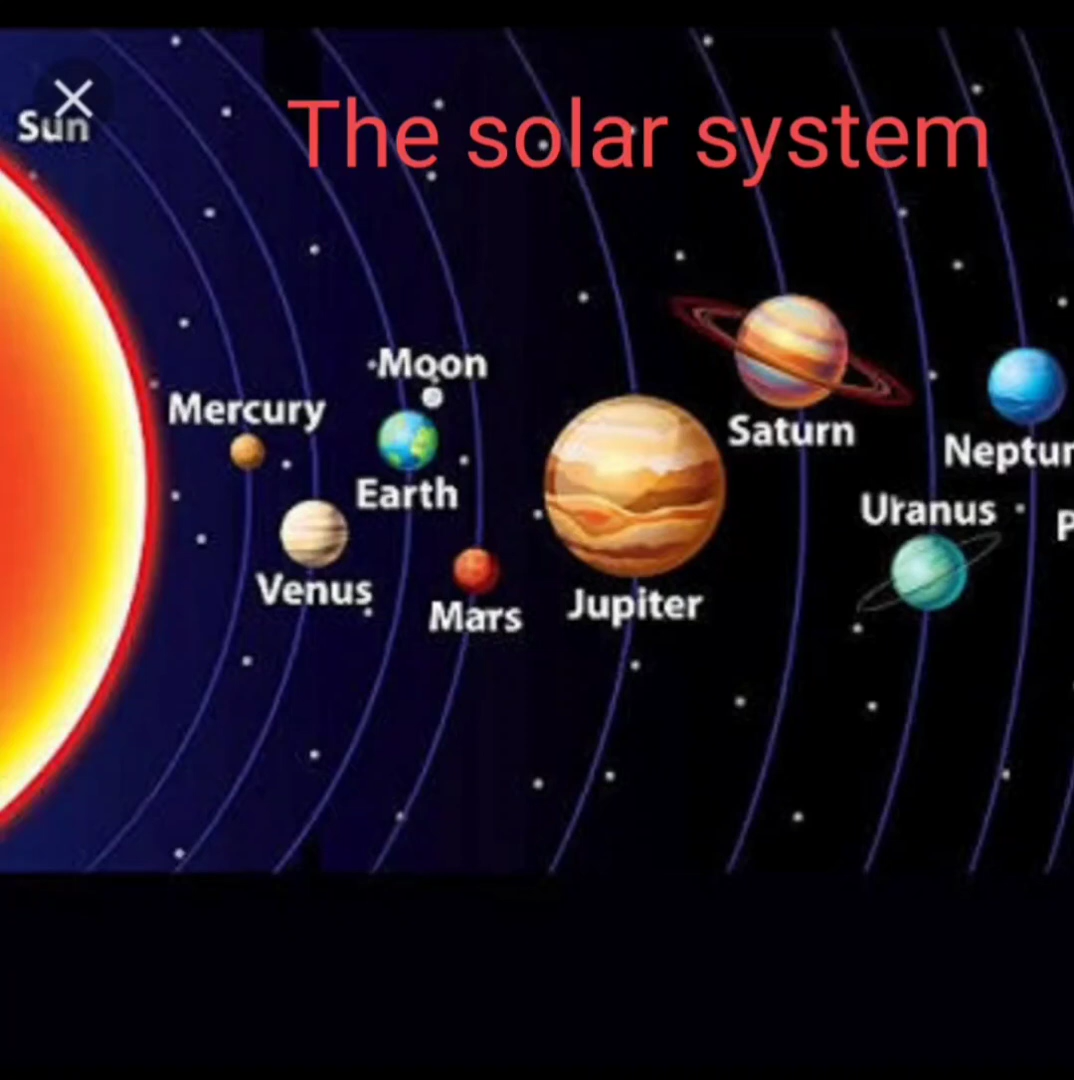 The solar system
Sun
Moon
Mercury
Earth
Venus
Mars
Jupiter
Saturn
Neptun
Uranus
P